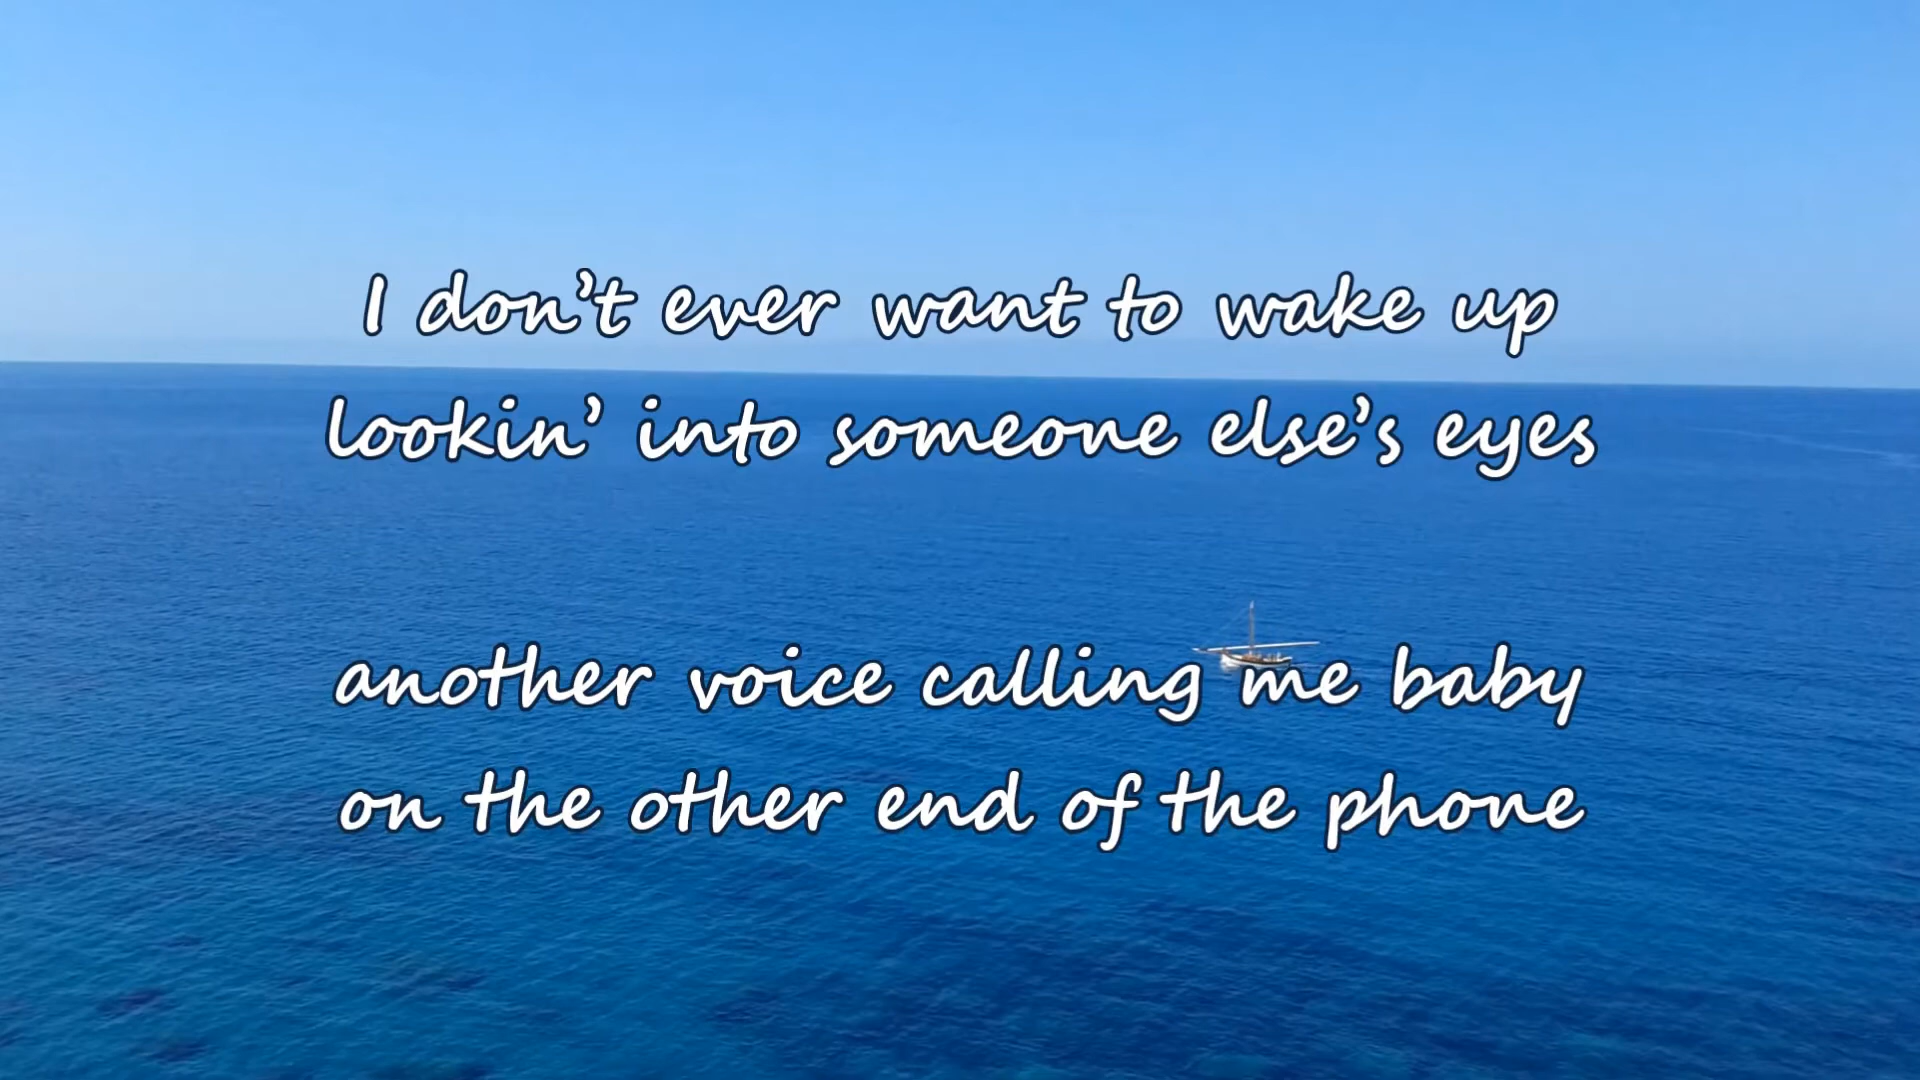 I don't ever want to wake up
lookin' into someone else's eyes
another voice calling me baby
on the other end of the phone